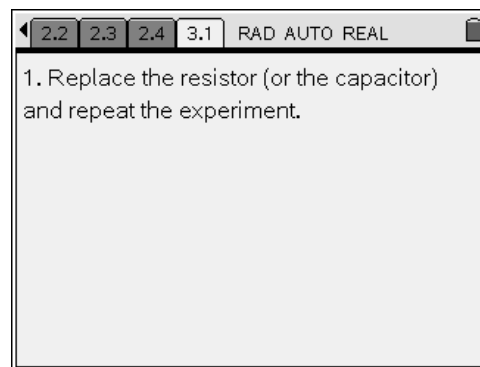 2.2 2.3 2.4 3.1 RAD AUTO REAL
1. Replace the resistor (or the capacitor)
and repeat the experiment.